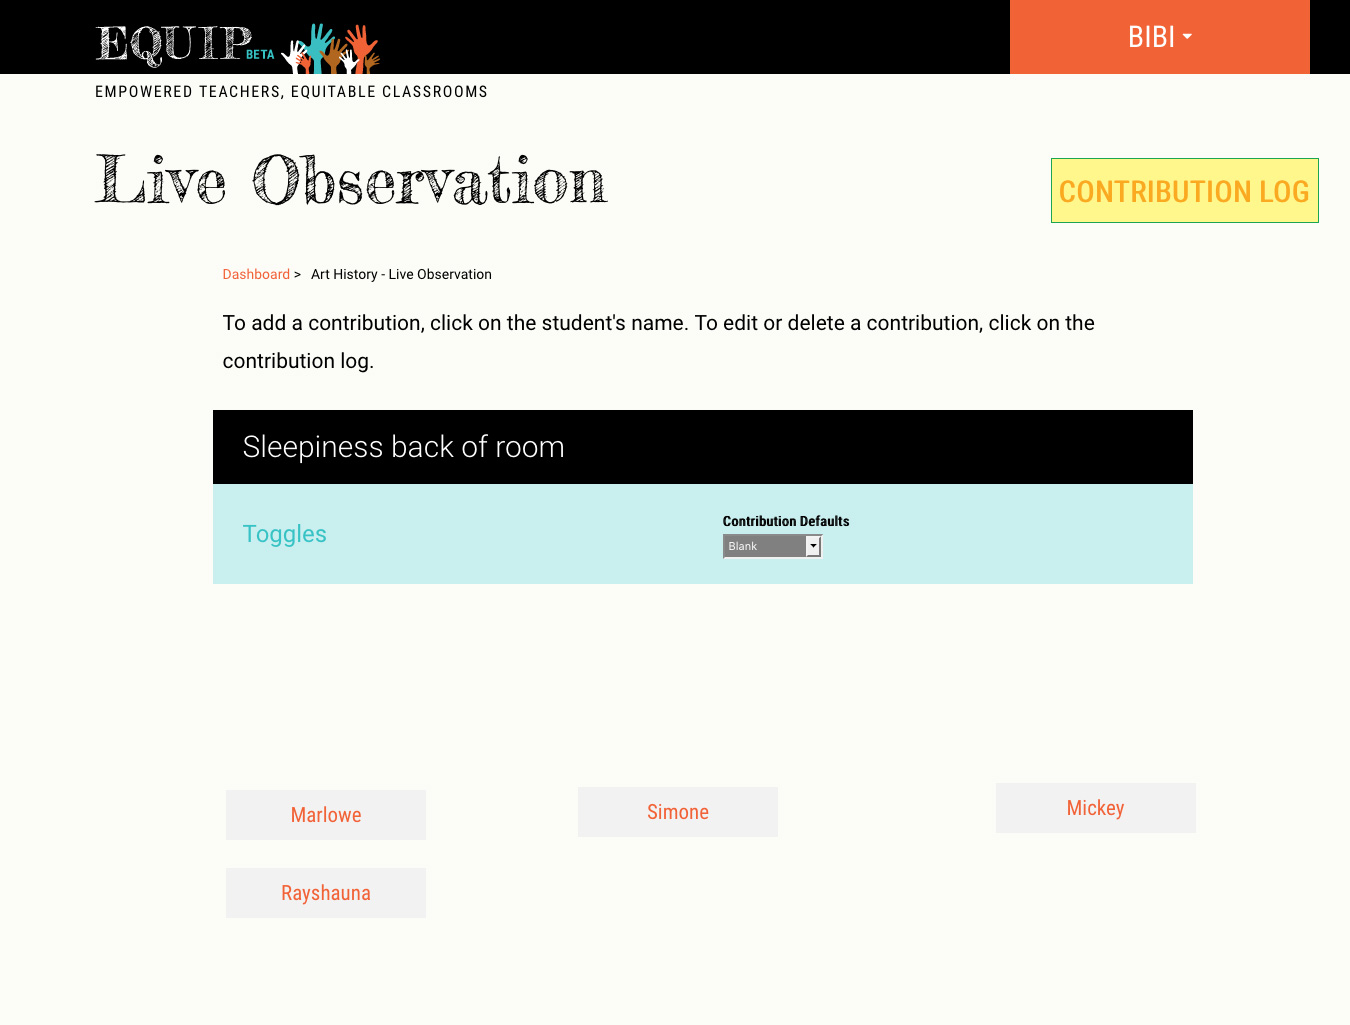 EQUIP BETA
BIBI
EMPOWERED TEACHERS, EQUITABLE CLASSROOMS
Live Observation
CONTRIBUTION LOG
Dashboard > Art History - Live Observation
To add a contribution, click on the student's name. To edit or delete a contribution, click on the
contribution log.
Sleepiness back of room
Toggles
Contribution Defaults
Blank
Marlowe
Simone
Mickey
Rayshauna